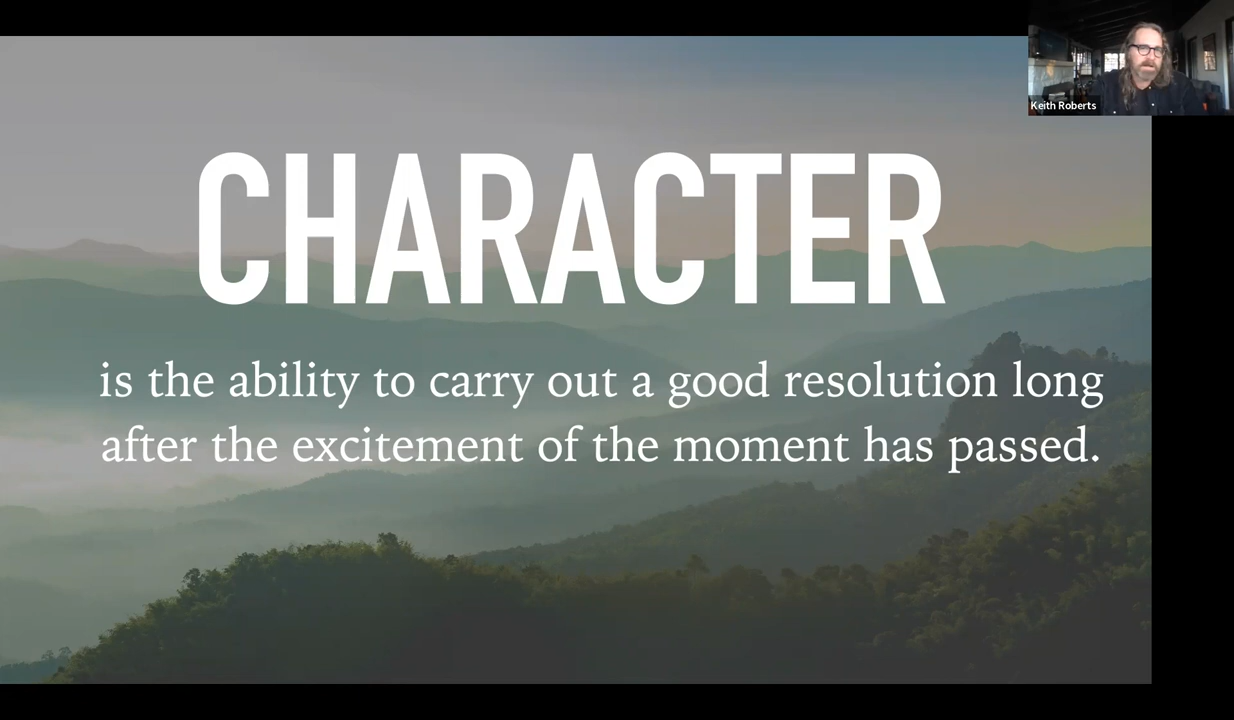 Keith Roberts
CHARACTER
is the ability to carry out a good resolution long
after the excitement of the moment has passed.